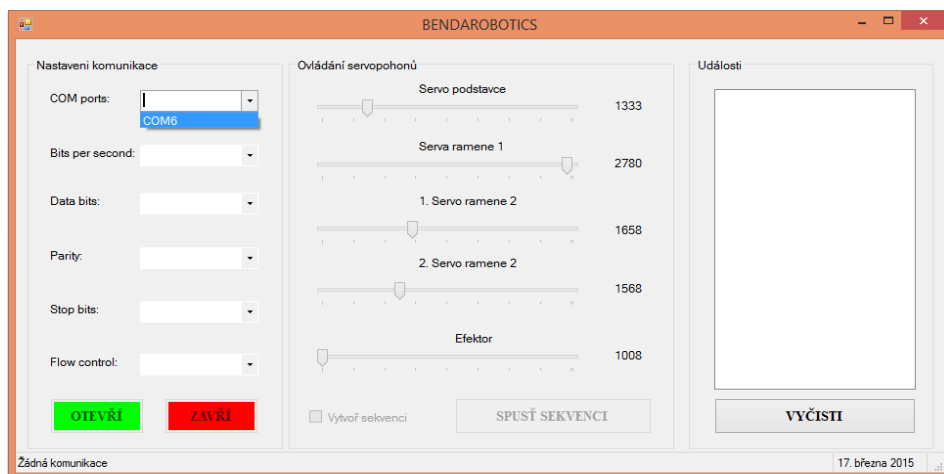 BENDAROBOTICS
Nastaveni komunikace
COM ports:
COM6
Bits per second:
Data bits:
Parity:
Stop bits:
Flow control:
OTEVŘÍ
ZAVŘÍ
Ovládání servopohonů
Servo podstavce
1333
Serva ramene 1
2780
1. Servo ramene 2
1658
2. Servo ramene 2
1568
Efektor
1008
Vytvoř sekvenci
SPUSŤ SEKVENCI
Události
VYČISTI
Žádná komunikace
17. března 2015